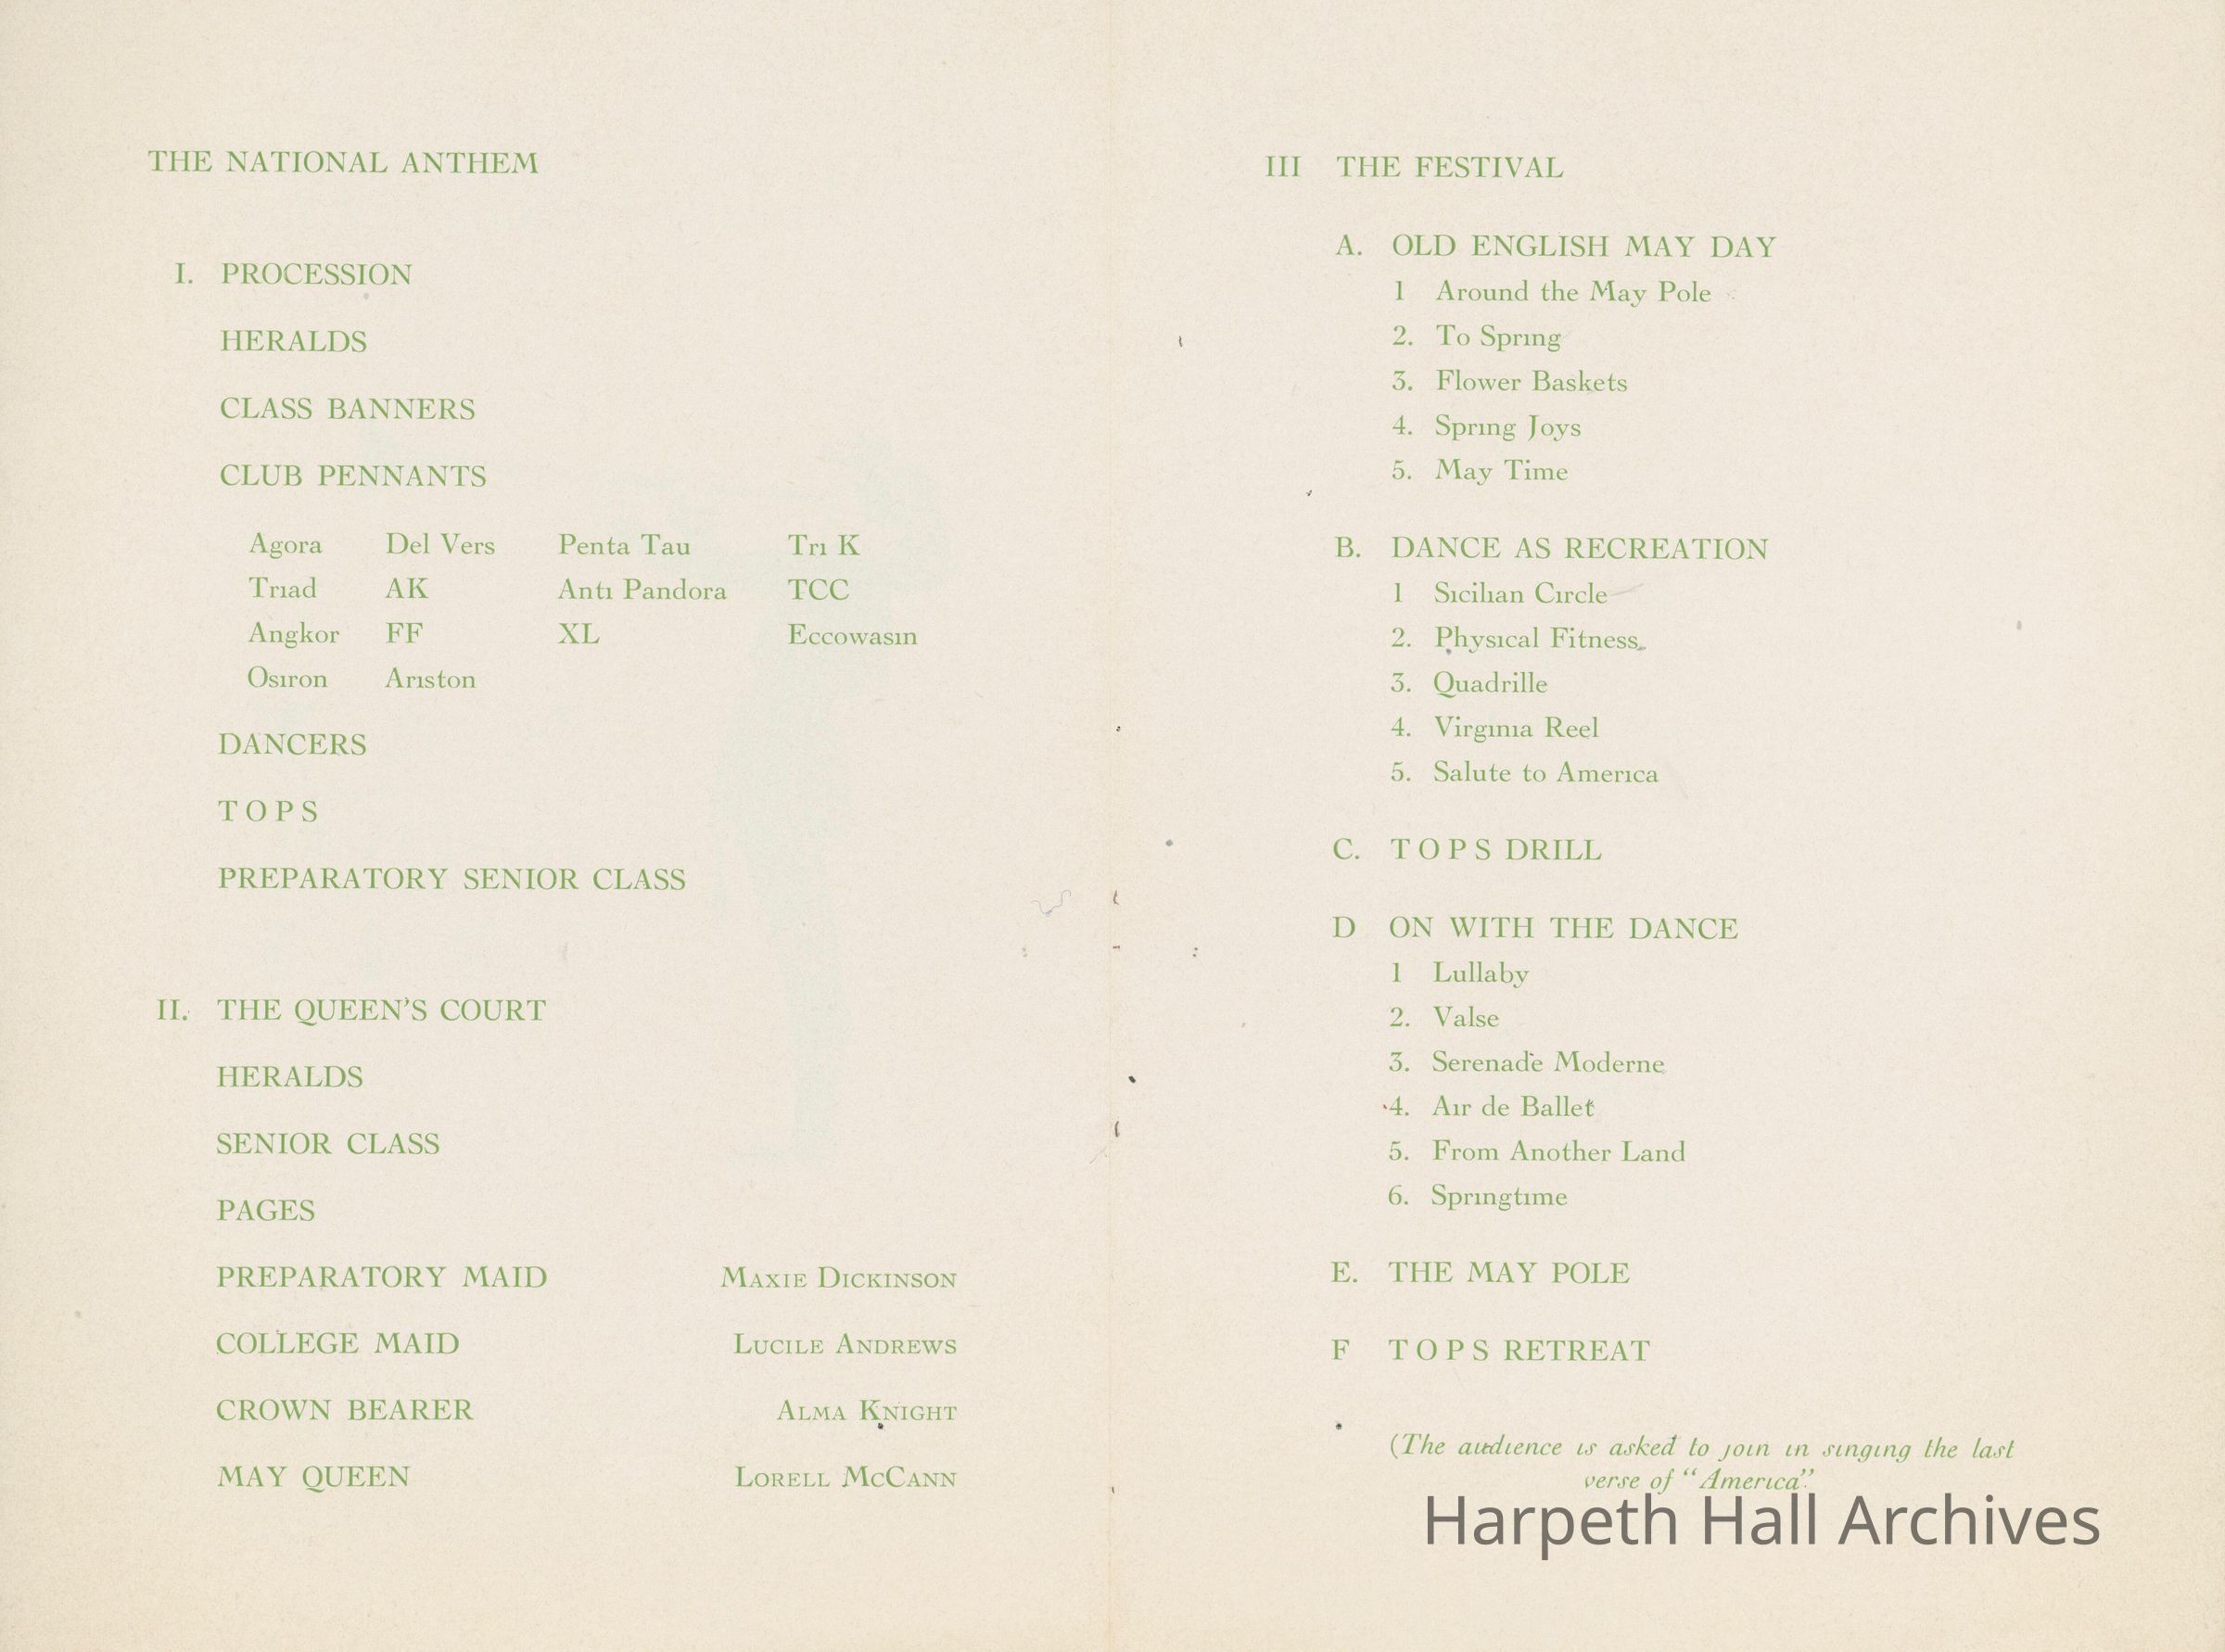 THE NATIONAL ANTHEM
I. PROCESSION
HERALDS
CLASS BANNERS
CLUB PENNANTS
Agora Del Vers Penta Tau Tri K
Triad AK Anti Pandora TCC
Angkor FF XL Eccowasin
Osiron Ariston
DANCERS
T O P S
PREPARATORY SENIOR CLASS
II. THE QUEEN'S COURT
HERALDS
SENIOR CLASS
PAGES
PREPARATORY MAID MAXIE DICKINSON
COLLEGE MAID LUCILE ANDREWS
CROWN BEARER ALMA KNIGHT
MAY QUEEN LORELL MCCANN
III THE FESTIVAL
A. OLD ENGLISH MAY DAY
1 Around the May Pole
2. To Spring
3. Flower Baskets
4. Spring Joys
5. May Time
B. DANCE AS RECREATION
1 Sicilian Circle
2. Physical Fitness
3. Quadrille
4. Virginia Reel
5. Salute to America
C. T O P S DRILL
D ON WITH THE DANCE
1 Lullaby
2. Valse
3. Serenade Moderne
4. Air de Ballet
5. From Another Land
6. Springtime
E. THE MAY POLE
F T O P S RETREAT
(The audience is asked to join in singing the last
verse of "America".
Harpeth Hall Archives